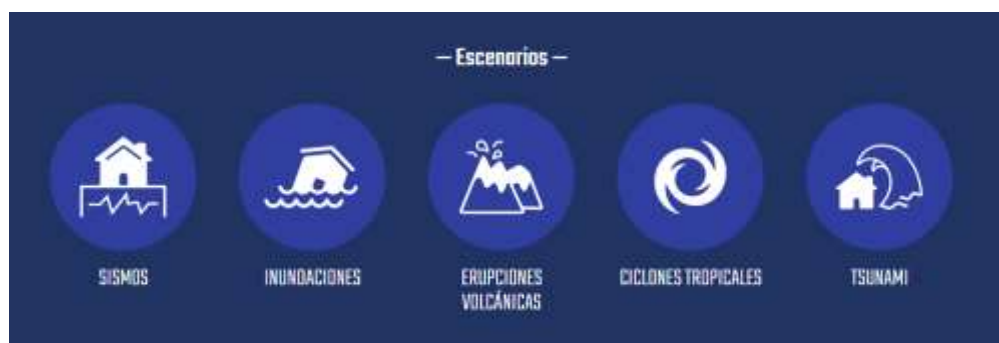 — Escenarios —
SISMOS
INUNDACIONES
ERUPCIONES
VOLCÁNICAS
CICLONES TROPICALES
TSUNAMI